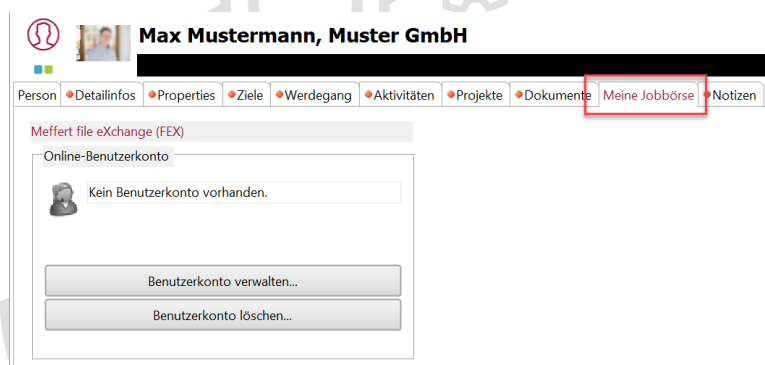 Max Mustermann, Muster GmbH
Person Detailinfos Properties Ziele Werdegang Aktivitäten Projekte Dokumente Meine Jobbörse Notizen
Meffert file eXchange (FEX)
Online-Benutzerkonto
Kein Benutzerkonto vorhanden.
Benutzerkonto verwalten...
Benutzerkonto löschen...